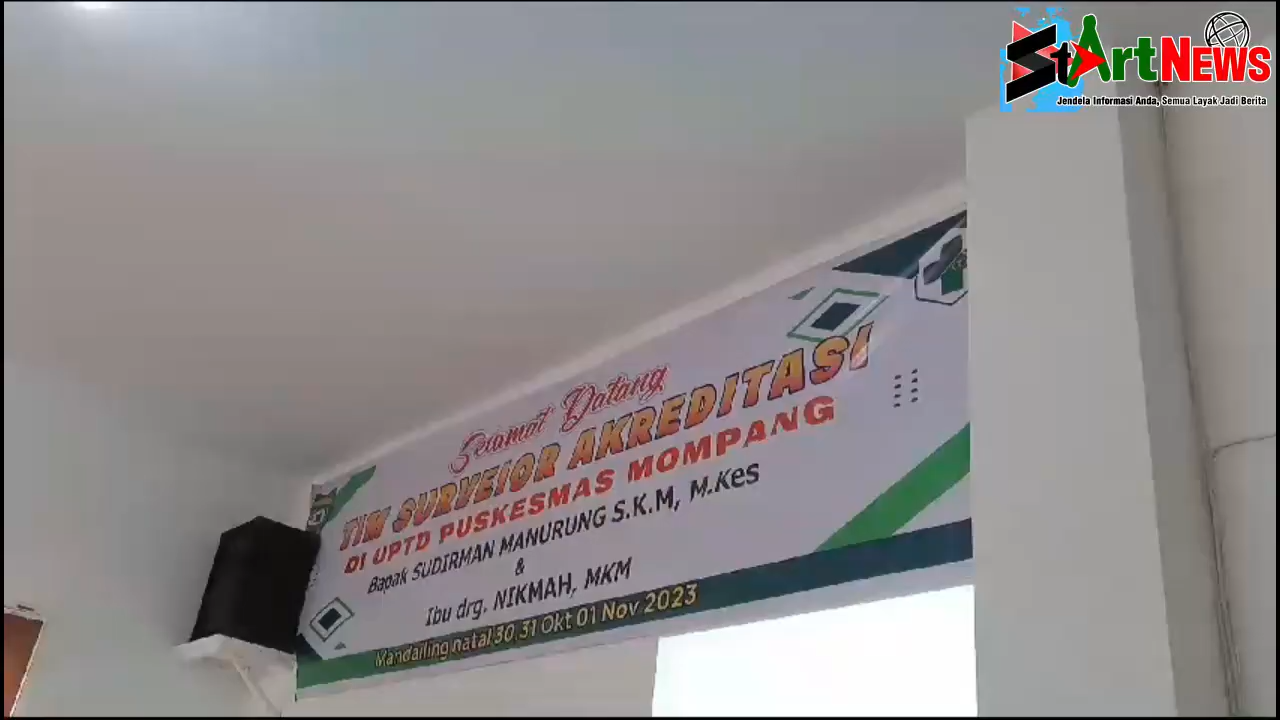 StArtNEWS
Jendela Informasi Anda, Semua Layak Jadi Berita
Selamat Datang
TIM SURVEIOR AKREDITASI
DI UPTD PUSKESMAS MOMPANG
Bapak SUDIRMAN MANURUNG S.K.M, M.Kes
&
Ibu drg. NIKMAH, MKM
Mandailing natal 30,31 Okt 01 Nov 2023